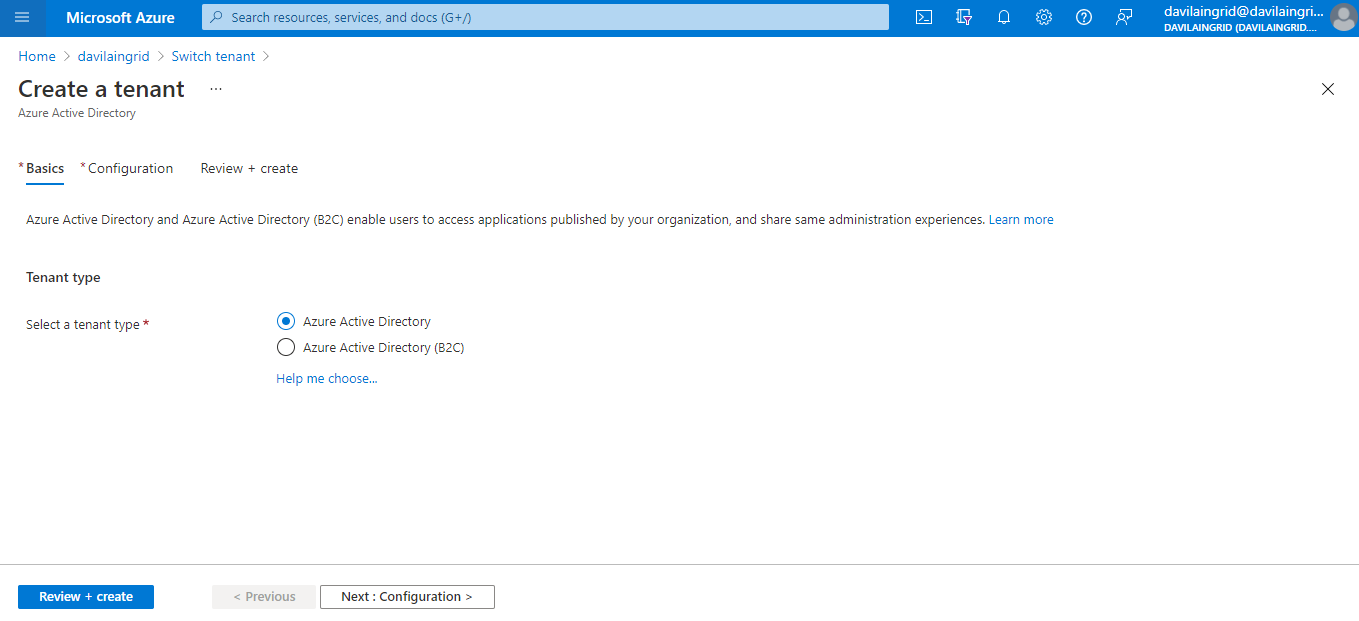 Microsoft Azure
Search resources, services, and docs (G+/)
davilaingrid@davilaingri...
DAVILAINGRID (DAVILAINGRID....
Home > davilaingrid > Switch tenant >
Create a tenant ...
Azure Active Directory
* Basics * Configuration Review + create
Azure Active Directory and Azure Active Directory (B2C) enable users to access applications published by your organization, and share same administration experiences. Learn more
Tenant type
Select a tenant type *
Azure Active Directory
Azure Active Directory (B2C)
Help me choose...
Review + create < Previous Next : Configuration >